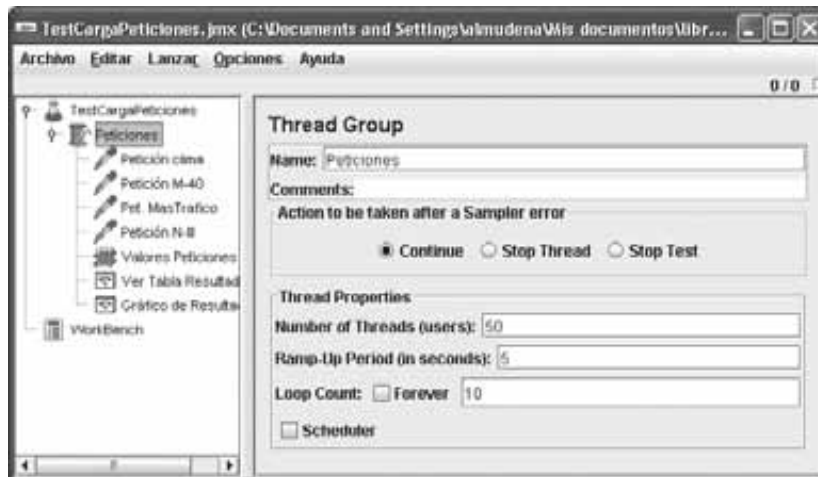 TestCargaPeticiones.jmx (C:\Documents and Settings\almudena\Mis documentos\libr...
Archivo Editar Lanzar Opciones Ayuda
0 / 0
TestCargaPeticiones
Peticiones
Petición clima
Petición M-40
Pet. MasTrafico
Petición N-II
Valores Peticiones
Ver Tabla Resultad
Gráfico de Resulta
WorkBench
Thread Group
Name: Peticiones
Comments:
Action to be taken after a Sampler error
Continue Stop Thread Stop Test
Thread Properties
Number of Threads (users): 50
Ramp-Up Period (in seconds): 5
Loop Count: Forever 10
Scheduler